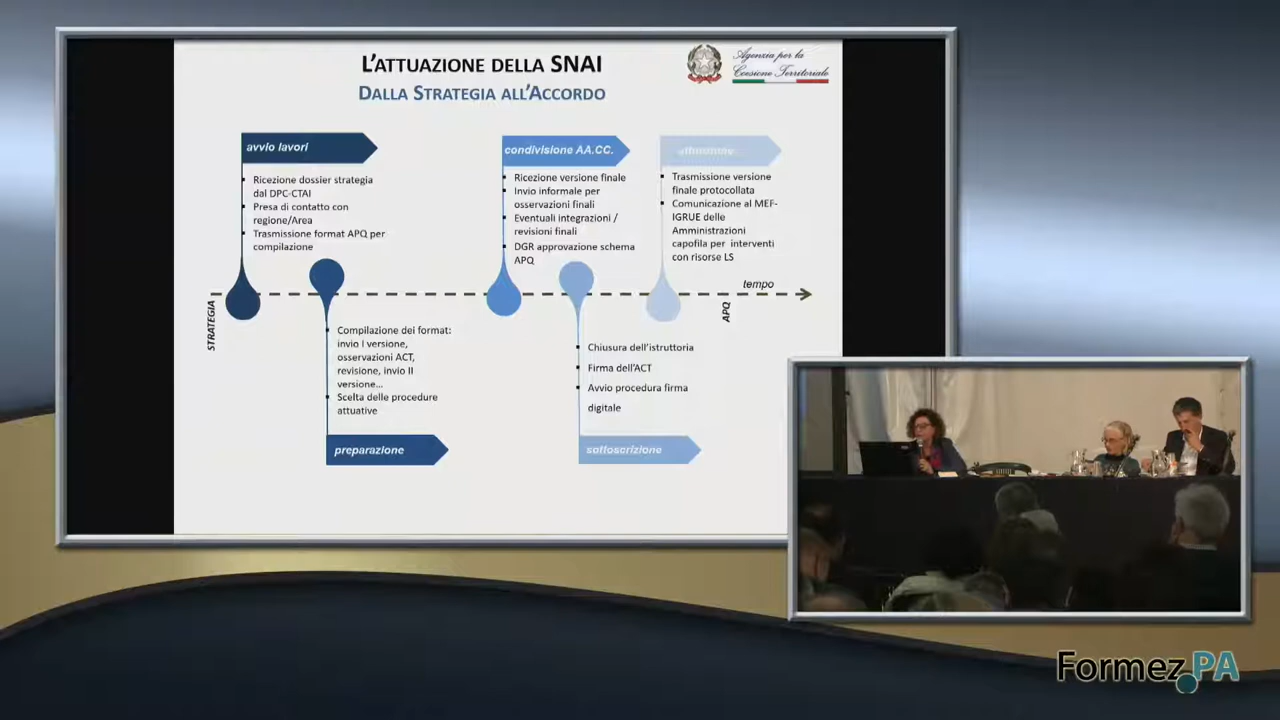 L'ATTUAZIONE DELLA SNAI
DALLA STRATEGIA ALL'ACCORDO
Agenzia per la
Coesione Territoriale
avvio lavori
Ricezione dossier strategia
dal DPC-CTAI
Presa di contatto con
regione/Area
Trasmissione format APQ per
compilazione
condivisione AA.CC.
Ricezione versione finale
Invio informale per
osservazioni finali
Eventuali integrazioni /
revisioni finali
DGR approvazione schema
APQ
Trasmissione versione
finale protocollata
Comunicazione al MEF-
IGRUE delle
Amministrazioni
capofila per interventi
con risorse LS
tempo
STRATEGIA
APQ
Compilazione dei format:
invio I versione,
osservazioni ACT,
revisione, invio II
versione...
Scelta delle procedure
attuative
preparazione
Chiusura dell'istruttoria
Firma dell'ACT
Avvio procedura firma
digitale
sottoscrizione
Formez PA